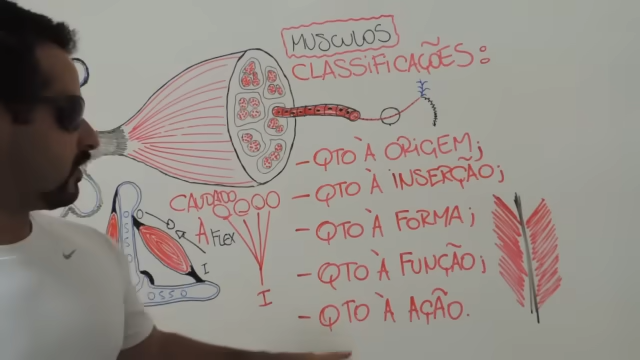 MUSCULOS
CLASSIFICAÇÕES:
- QTO À ORIGEM;
- QTO À INSERÇÃO;
- QTO À FORMA;
- QTO À FUNÇÃO;
- QTO À AÇÃO.
CAUDADO
O
À FLEX
I
OSSO
I